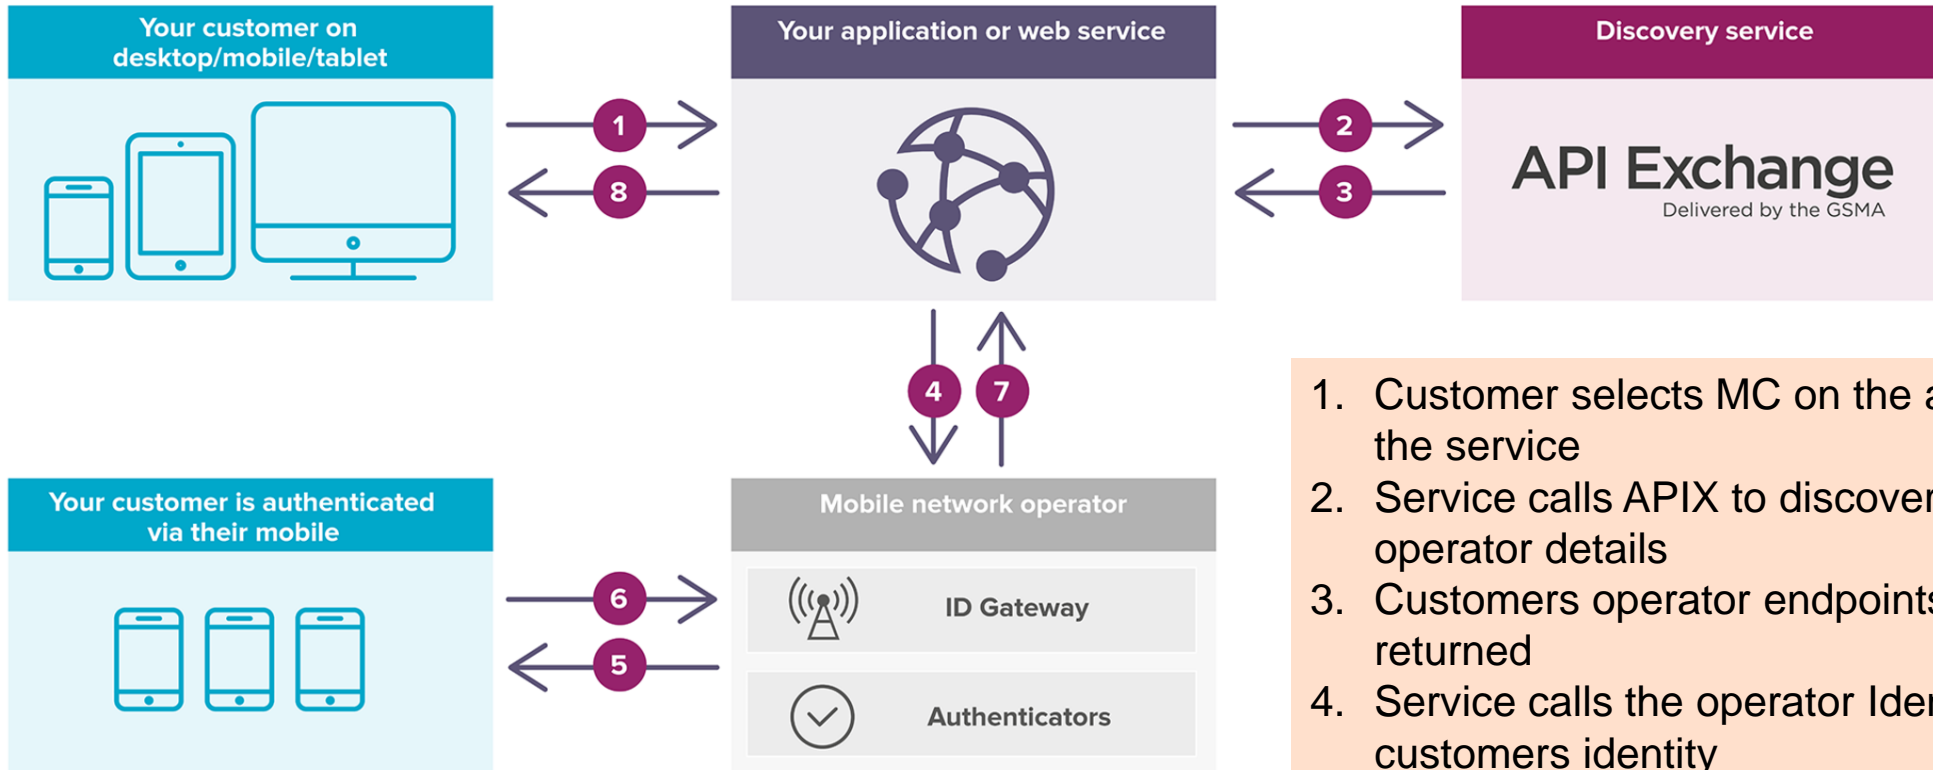 Your customer on
desktop/mobile/tablet
1
8
Your application or web service
2
3
Discovery service
API Exchange
Delivered by the GSMA
4
7
Your customer is authenticated
via their mobile
6
5
Mobile network operator
ID Gateway
Authenticators
1. Customer selects MC on the
the service
2. Service calls APIX to discover
operator details
3. Customers operator endpoints
returned
4. Service calls the operator
customers identity